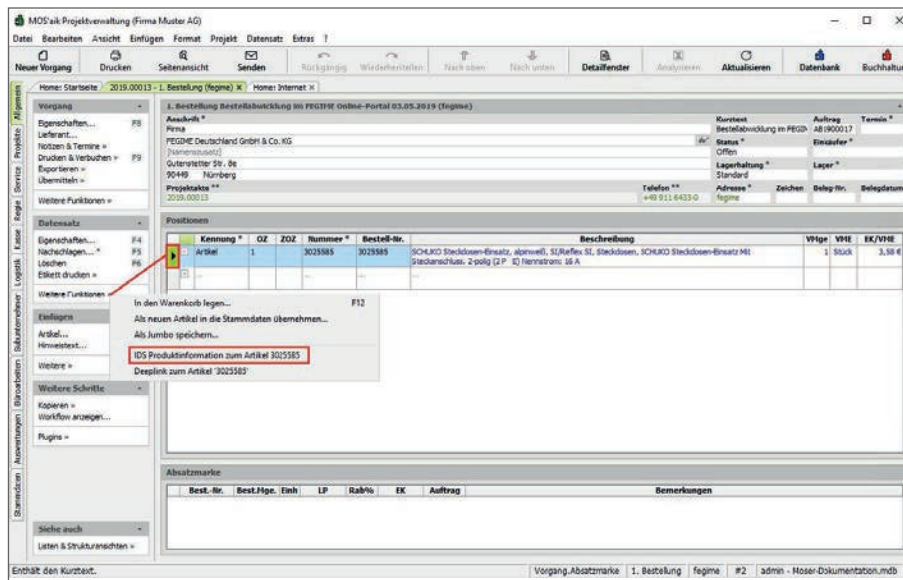 MOS'aik Projektverwaltung (Firma Muster AG)
Datei Bearbeiten Ansicht Einfügen Format Projekt Datensatz Extras ?
Neuer Vorgang Drucken Seitenansicht Senden Rückgängig Wiederherstellen Nach oben Nach unten Detailfenster Analysieren Aktualisieren Datenbank Buchhaltung
Home: Startseite 2019.00013 - 1. Bestellung (fegime) X Home: Internet X
Allgemein
Projekte
Service
Regie
Kasse
Logistik
Subunternehmer
Büroarbeiten
Auswertungen
Stammdaten
Vorgang
Eigenschaften... F8
Lieferant...
Notizen & Termine »
Drucken & Verbuchen » F9
Exportieren »
Übermitteln »
Weitere Funktionen »
Datensatz
Eigenschaften... F4
Nachschlagen...* F5
Löschen F6
Etikett drucken »
Weitere Funktionen »
Einfügen
Artikel...
Hinweistext...
Weitere »
Weitere Schritte
Kopieren »
Workflow anzeigen...
Plugins »
Siehe auch
Listen & Strukturansichten »
1. Bestellung Bestellabwicklung im FEGIME Online-Portal 03.05.2019 (fegime)
Anschrift * Kurztext Auftrag Termin *
Firma Bestellabwicklung im FEGIM AB1900017
FEGIME Deutschland GmbH & Co. KG Status * Einkäufer *
[Namenszusatz] Offen
Gutenstetter Str. 8e Lagerhaltung * Lager *
90449 Nürnberg Standard
Projektakte ** Telefon ** Adresse * Zeichen Beleg-Nr. Belegdatum
2019.00013 +49 911 6433-0 fegime
Positionen
Kennung * OZ ZOZ Nummer * Bestell-Nr. Beschreibung VMge VME EK/VME
Artikel 1 3025585 3025585 SCHUKO Steckdosen-Einsatz, alpinweiß, SI/Reflex SI, Steckdosen, SCHUKO Steckdosen-Einsatz Mit 1 Stück 3,58 €
Steckanschluss. 2-polig (2 P E) Nennstrom: 16 A
... ... ...
In den Warenkorb legen... F12
Als neuen Artikel in die Stammdaten übernehmen...
Als Jumbo speichern...
IDS Produktinformation zum Artikel 3025585
Deeplink zum Artikel '3025585'
Absatzmarke
Best.-Nr. Best.Mge. Einh LP Rab% EK Auftrag Bemerkungen
Enthält den Kurztext. Vorgang.Absatzmarke 1. Bestellung fegime #2 admin - Moser-Dokumentation.mdb